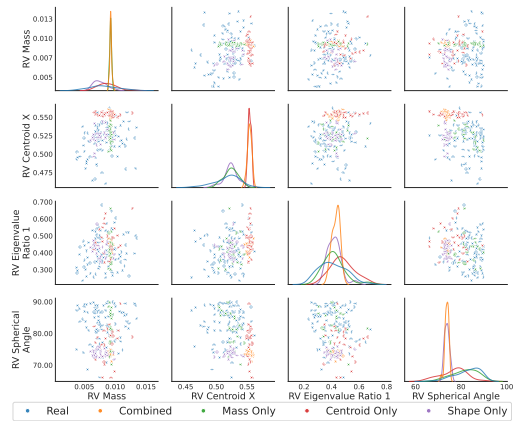 RV Mass
0.013
0.010
0.007
0.005
RV Centroid X
0.550
0.525
0.500
0.475
RV Eigenvalue
Ratio 1
0.700
0.600
0.500
0.400
0.300
RV Spherical
Angle
90.00
80.00
70.00
0.005 0.010 0.015
0.45 0.50 0.55
0.2 0.4 0.6 0.8
60 80 100
RV Mass RV Centroid X RV Eigenvalue Ratio 1 RV Spherical Angle
Real Combined Mass Only Centroid Only Shape Only